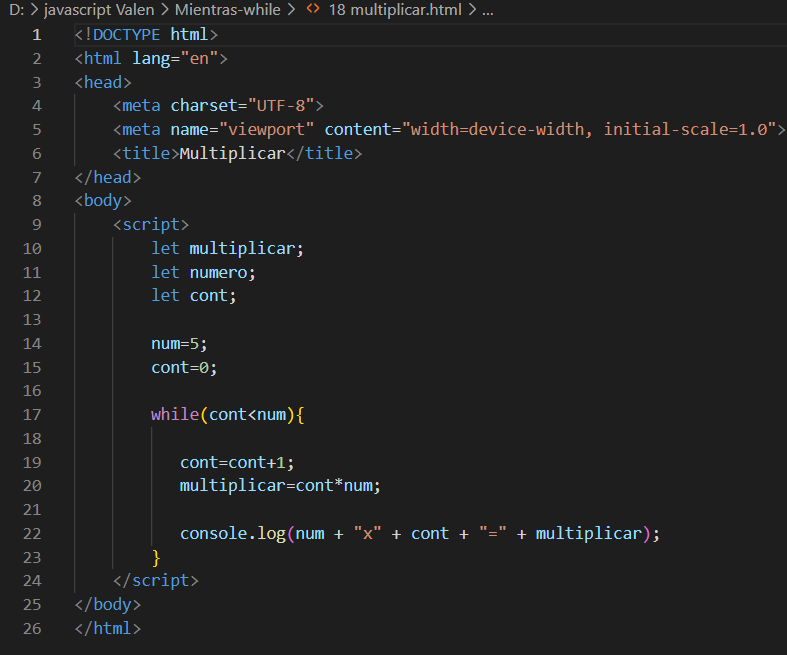 D: > javascript Valen > Mientras-while > <> 18 multiplicar.html > ...
1 <!DOCTYPE html>
2 <html lang="en">
3 <head>
4     <meta charset="UTF-8">
5     <meta name="viewport" content="width=device-width, initial-scale=1.0">
6     <title>Multiplicar</title>
7 </head>
8 <body>
9     <script>
10         let multiplicar;
11         let numero;
12         let cont;
13
14         num=5;
15         cont=0;
16
17         while(cont<num){
18
19            cont=cont+1;
20            multiplicar=cont*num;
21
22            console.log(num + "x" + cont + "=" + multiplicar);
23         }
24     </script>
25 </body>
26 </html>